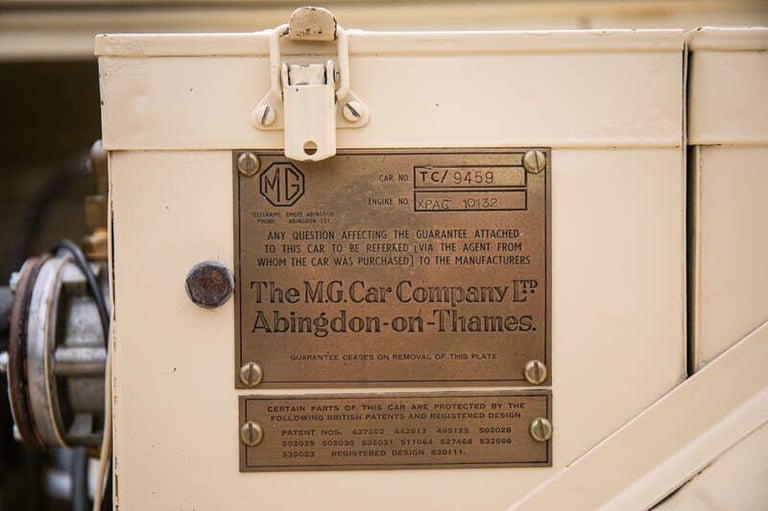 MG
CAR NO. TC/9459
ENGINE NO. XPAG 10132
TELEGRAMS EMGEE ABINGDON
PHONE. ABINGDON 251.
ANY QUESTION AFFECTING THE GUARANTEE ATTACHED
TO THIS CAR TO BE REFERRED [VIA THE AGENT FROM
WHOM THE CAR WAS PURCHASED] TO THE MANUFACTURERS
The M.G. Car Company LTD
Abingdon-on-Thames.
GUARANTEE CEASES ON REMOVAL OF THIS PLATE
CERTAIN PARTS OF THIS CAR ARE PROTECTED BY THE
FOLLOWING BRITISH PATENTS AND REGISTERED DESIGN
PATENT NOS. 437502 442917 495125 502028
502029 502030 502031 511064 527468 532566
539093 REGISTERED DESIGN 830111.